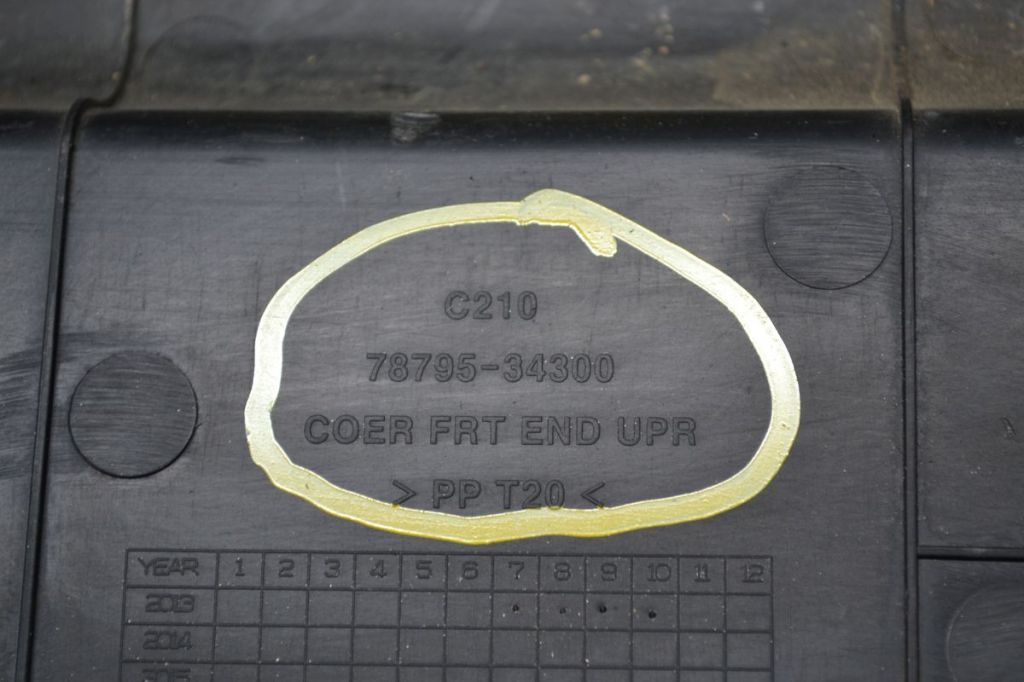 C210
78795-34300
COER FRT END UPR
> PP T20 <
YEAR 1 2 3 4 5 6 7 8 9 10 11 12
2013
2014
2015